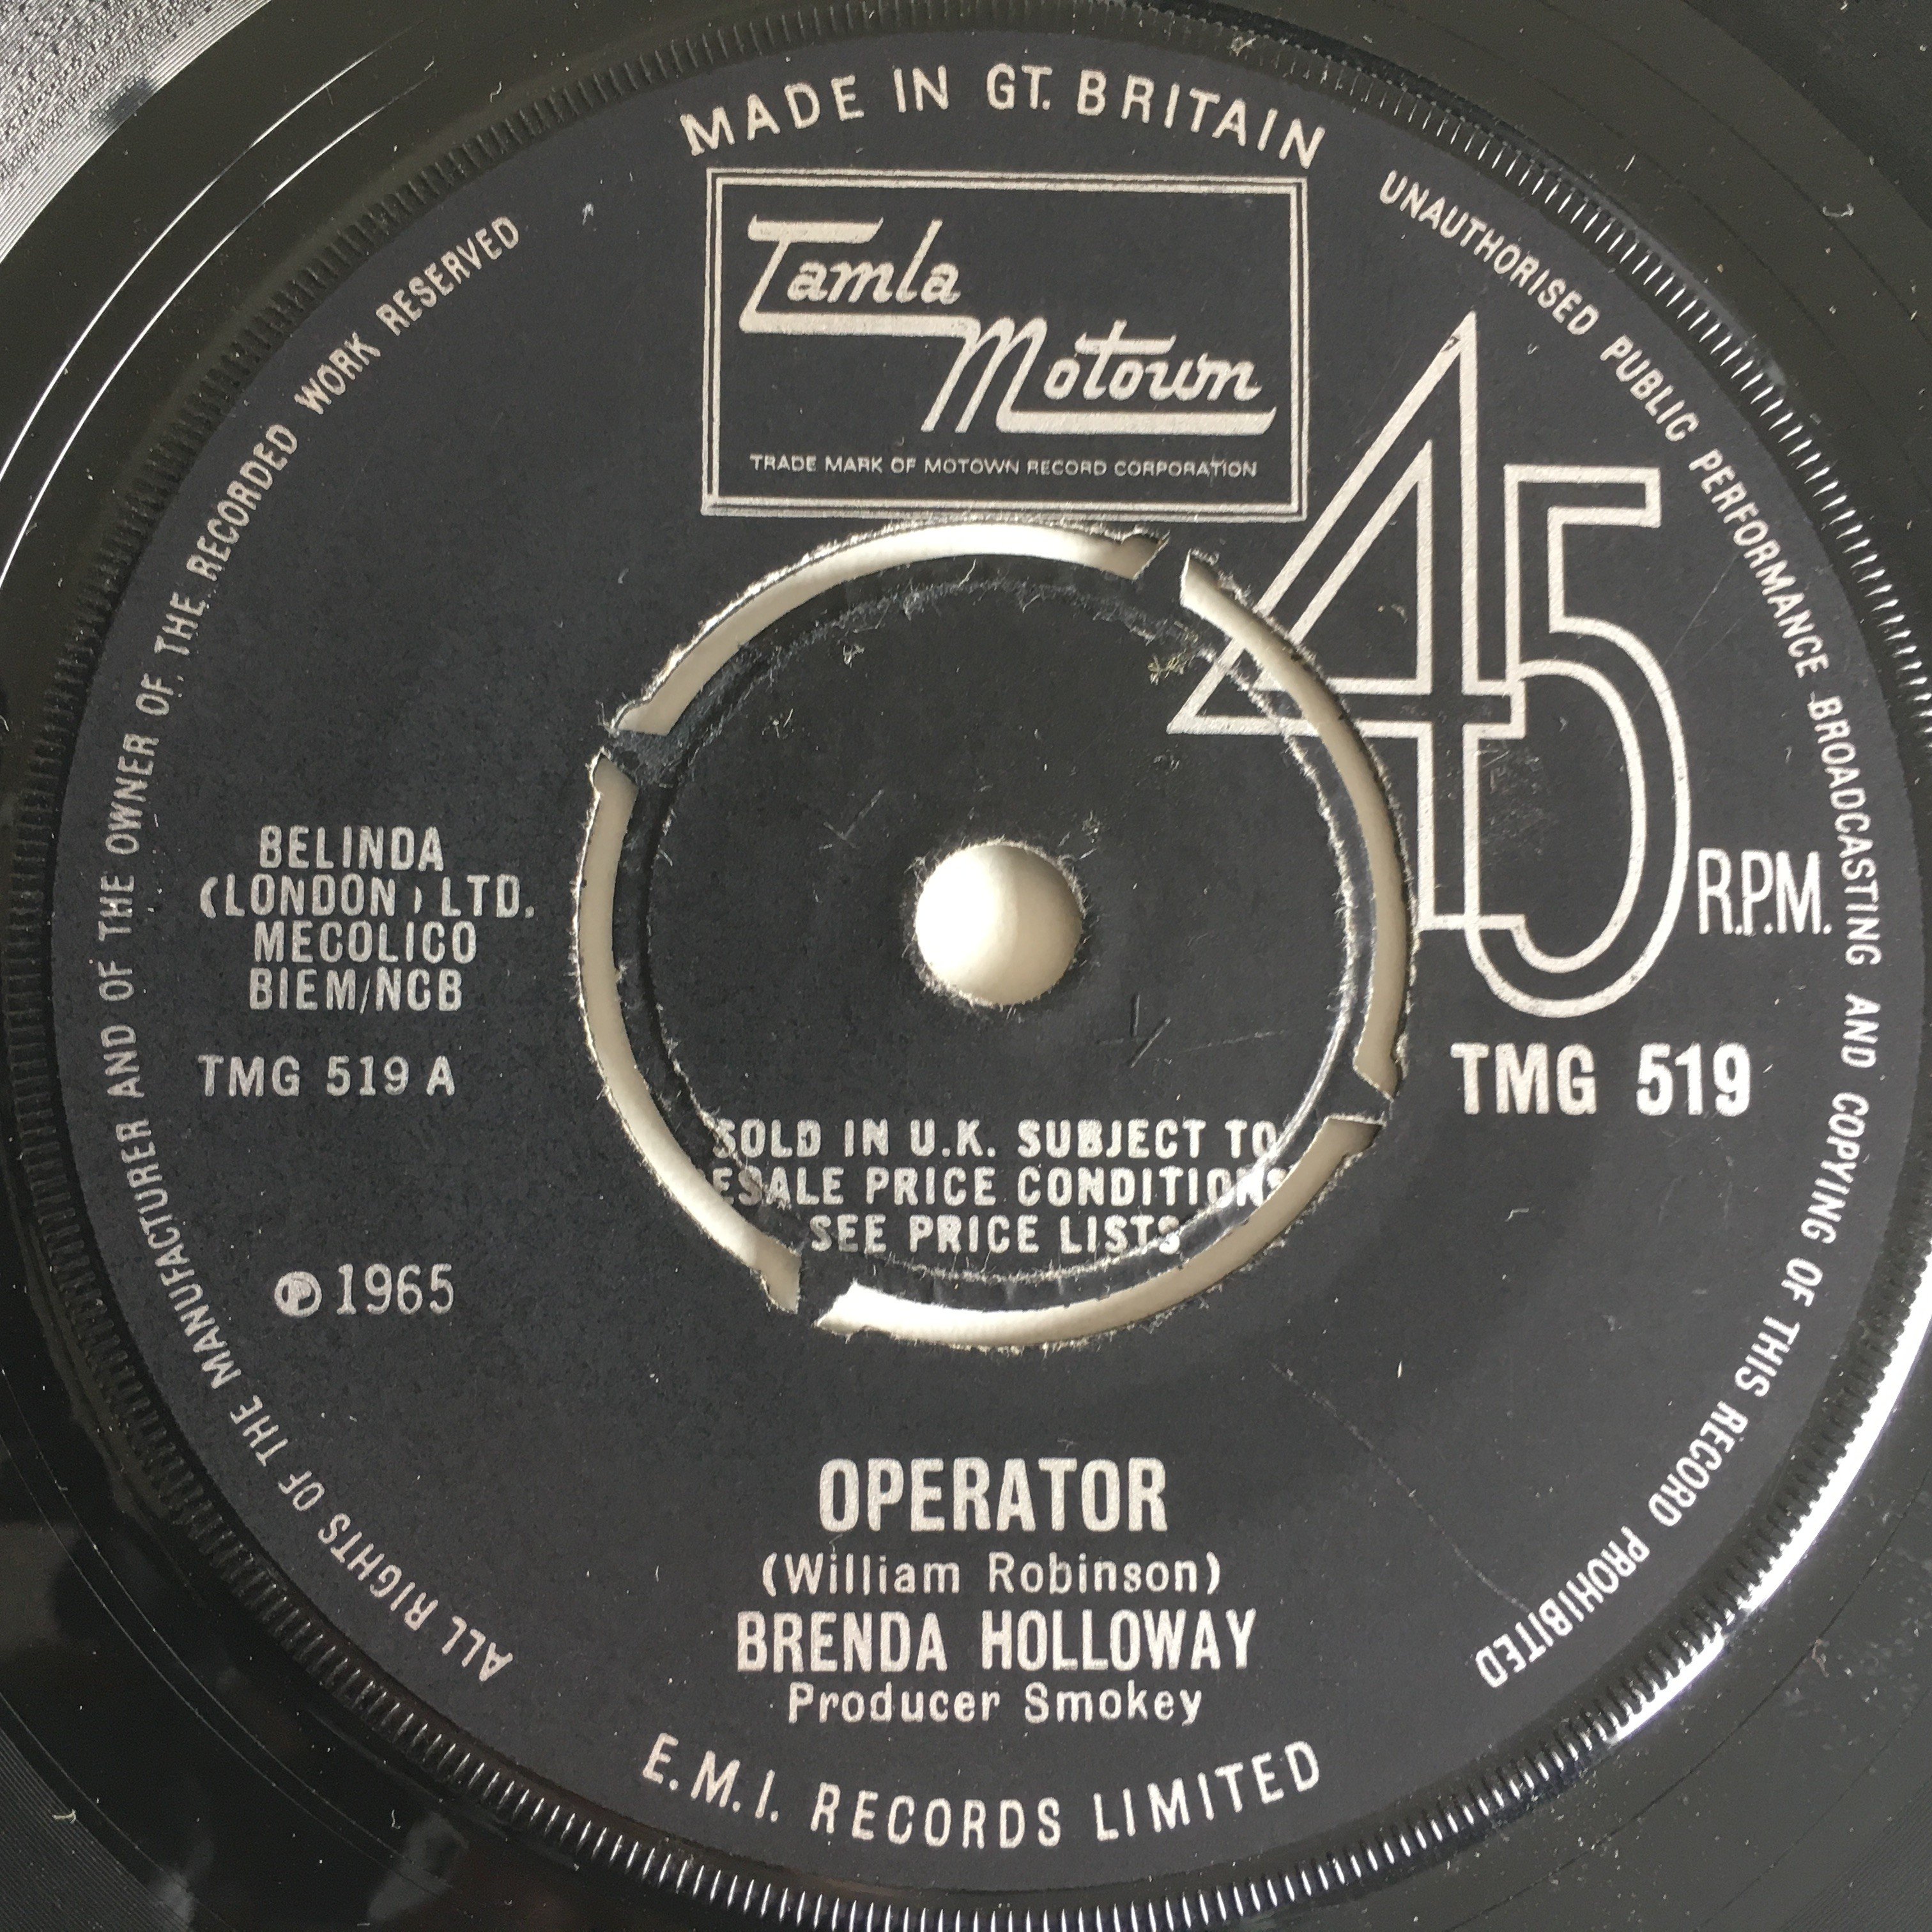 MADE IN GT. BRITAIN
Tamla
Motown
TRADE MARK OF MOTOWN RECORD CORPORATION
UNAUTHORISED PUBLIC PERFORMANCE BROADCASTING AND COPYING OF THIS RECORD PROHIBITED
ALL RIGHTS OF THE MANUFACTURER AND OF THE OWNER OF THE RECORDED WORK RESERVED
45 R.P.M.
BELINDA
(LONDON) LTD.
MECOLICO
BIEM/NCB
TMG 519 A
TMG 519
SOLD IN U.K. SUBJECT TO
ESALE PRICE CONDITIONS
SEE PRICE LISTS
℗ 1965
OPERATOR
(William Robinson)
BRENDA HOLLOWAY
Producer Smokey
E.M.I. RECORDS LIMITED